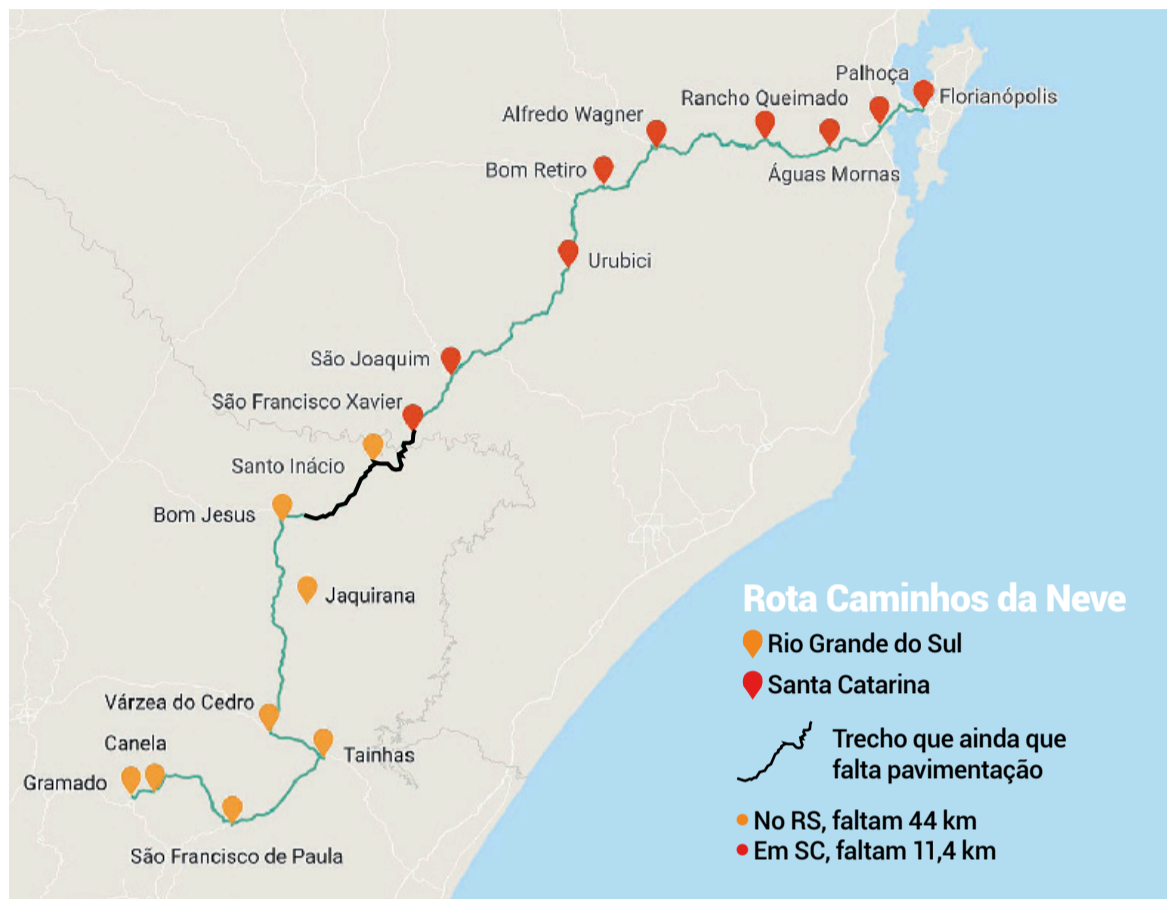 Palhoça
Florianópolis
Rancho Queimado
Alfredo Wagner
Águas Mornas
Bom Retiro
Urubici
São Joaquim
São Francisco Xavier
Santo Inácio
Bom Jesus
Jaquirana
Várzea do Cedro
Canela
Tainhas
Gramado
São Francisco de Paula
Rota Caminhos da Neve
Rio Grande do Sul
Santa Catarina
Trecho que ainda que
falta pavimentação
No RS, faltam 44 km
Em SC, faltam 11,4 km